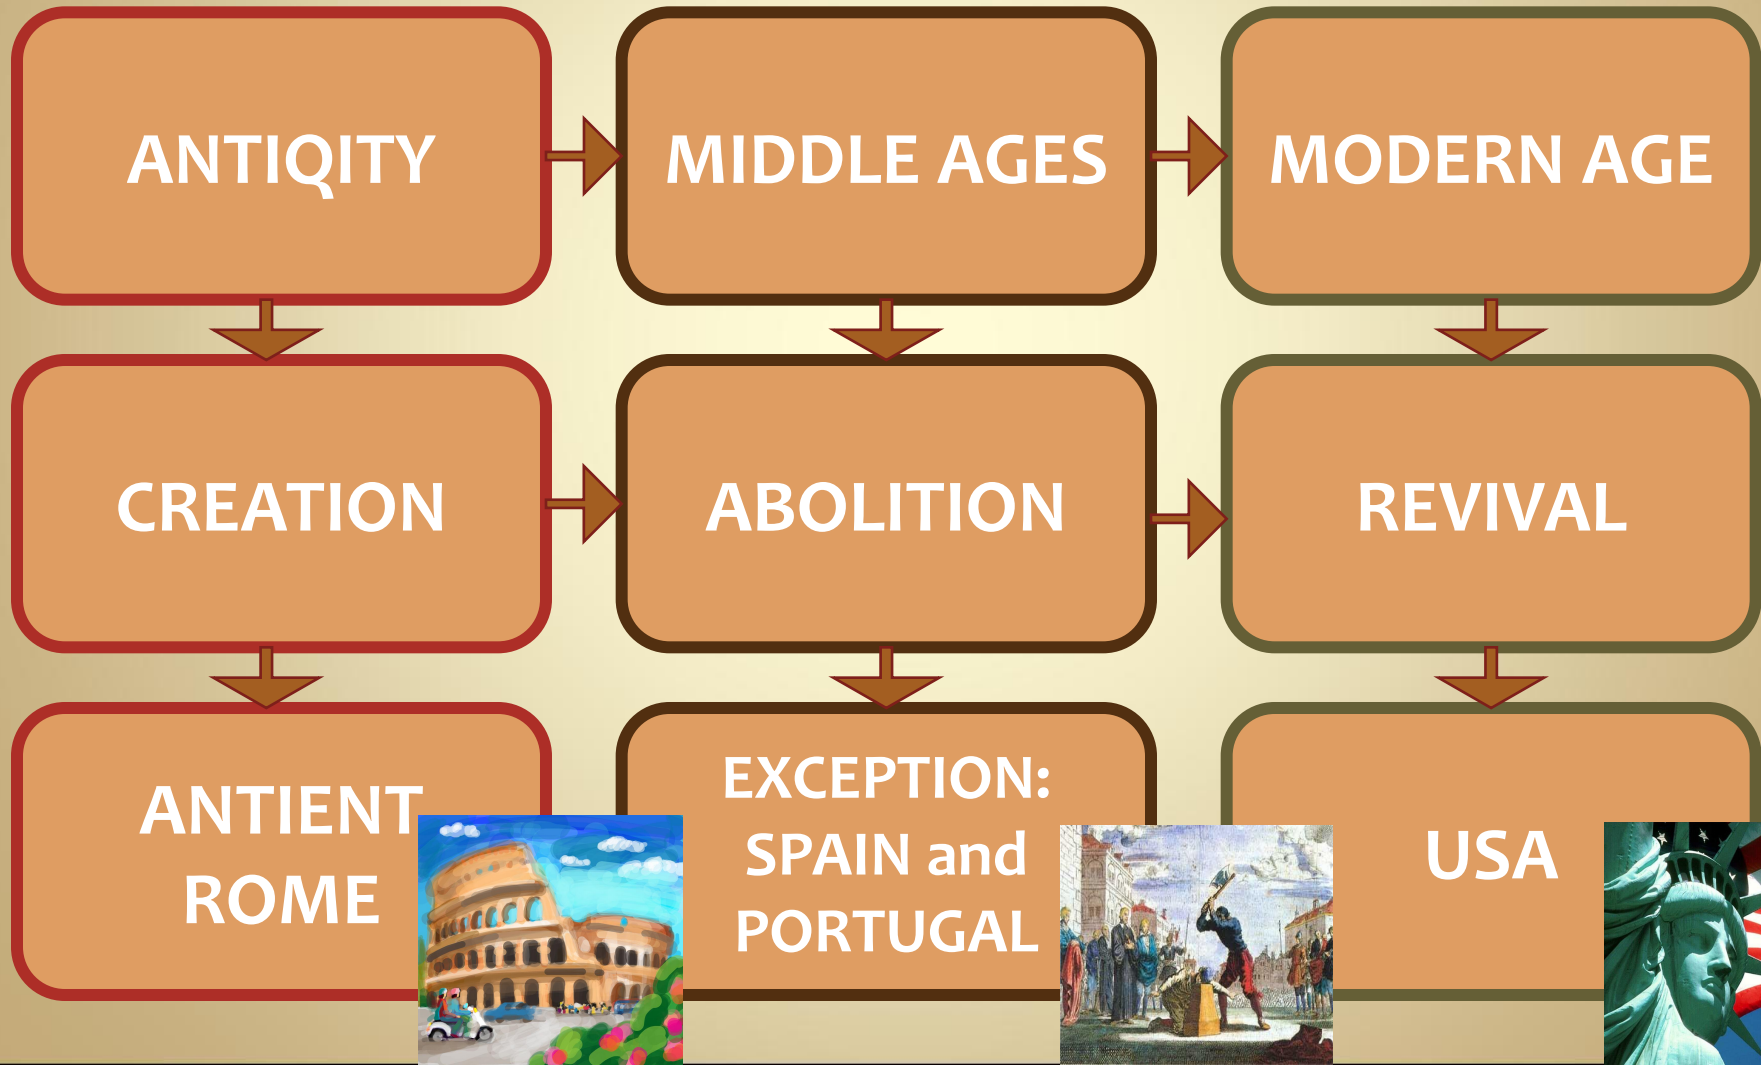 ANTIQITY
MIDDLE AGES
MODERN AGE
CREATION
ABOLITION
REVIVAL
ANTIENT
ROME
EXCEPTION:
SPAIN and
PORTUGAL
USA